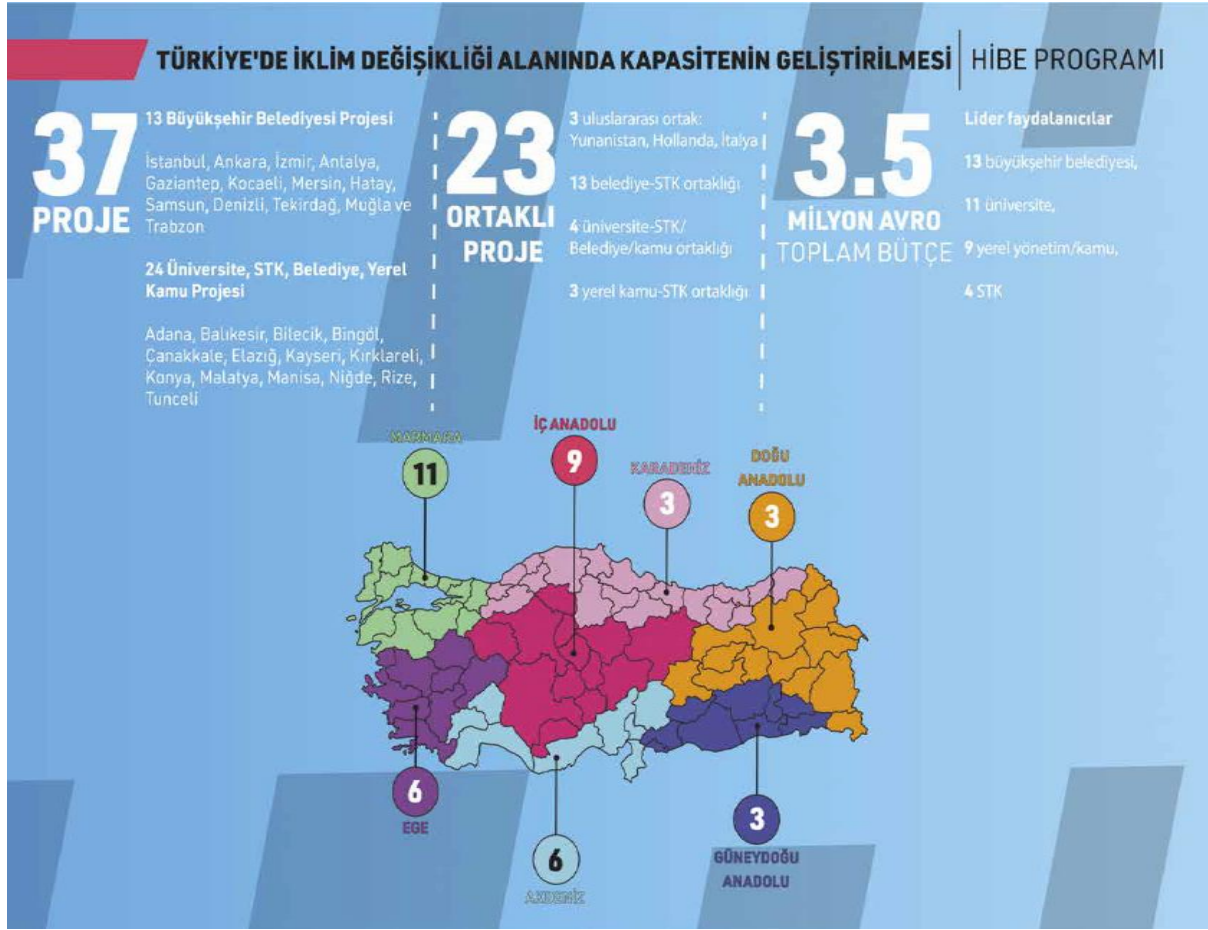 TÜRKİYE'DE İKLİM DEĞİŞİKLİĞİ ALANINDA KAPASİTENİN GELİŞTİRİLMESİ | HİBE PROGRAMI
37
PROJE
13 Büyükşehir Belediyesi Projesi
İstanbul, Ankara, İzmir, Antalya,
Gaziantep, Kocaeli, Mersin, Hatay,
Samsun, Denizli, Tekirdağ, Muğla ve
Trabzon
24 Üniversite, STK, Belediye, Yerel
Kamu Projesi
Adana, Balıkesir, Bilecik, Bingöl,
Çanakkale, Elazığ, Kayseri, Kırklareli,
Konya, Malatya, Manisa, Niğde, Rize,
Tunceli
23
ORTAKLI
PROJE
3 uluslararası ortak:
Yunanistan, Hollanda, İtalya
13 belediye-STK ortaklığı
4 üniversite-STK/
Belediye/kamu ortaklığı
3 yerel kamu-STK ortaklığı
3.5
MİLYON AVRO
TOPLAM BÜTÇE
Lider faydalanıcılar
13 büyükşehir belediyesi,
11 üniversite,
9 yerel yönetim/kamu,
4 STK
MARMARA
11
İÇ ANADOLU
9
KARADENİZ
3
DOĞU
ANADOLU
3
6
EGE
6
AKDENİZ
3
GÜNEYDOĞU
ANADOLU